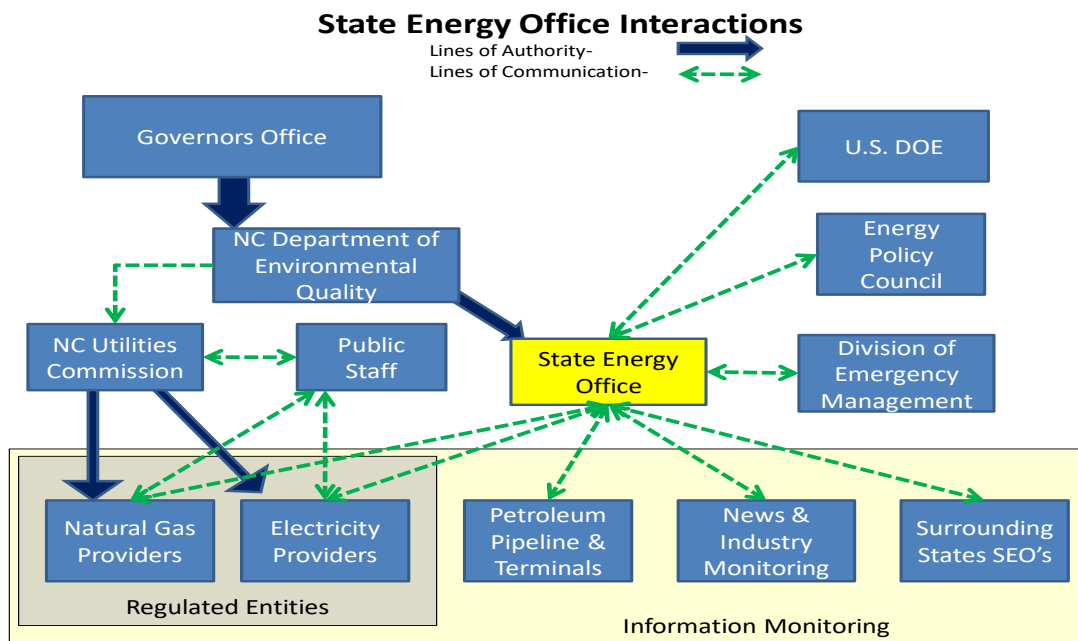 State Energy Office Interactions
Lines of Authority-
Lines of Communication-
Governors Office
U.S. DOE
NC Department of
Environmental
Quality
Energy
Policy
Council
NC Utilities
Commission
Public
Staff
State Energy
Office
Division of
Emergency
Management
Natural Gas
Providers
Electricity
Providers
Petroleum
Pipeline &
Terminals
News &
Industry
Monitoring
Surrounding
States SEO’s
Regulated Entities
Information Monitoring